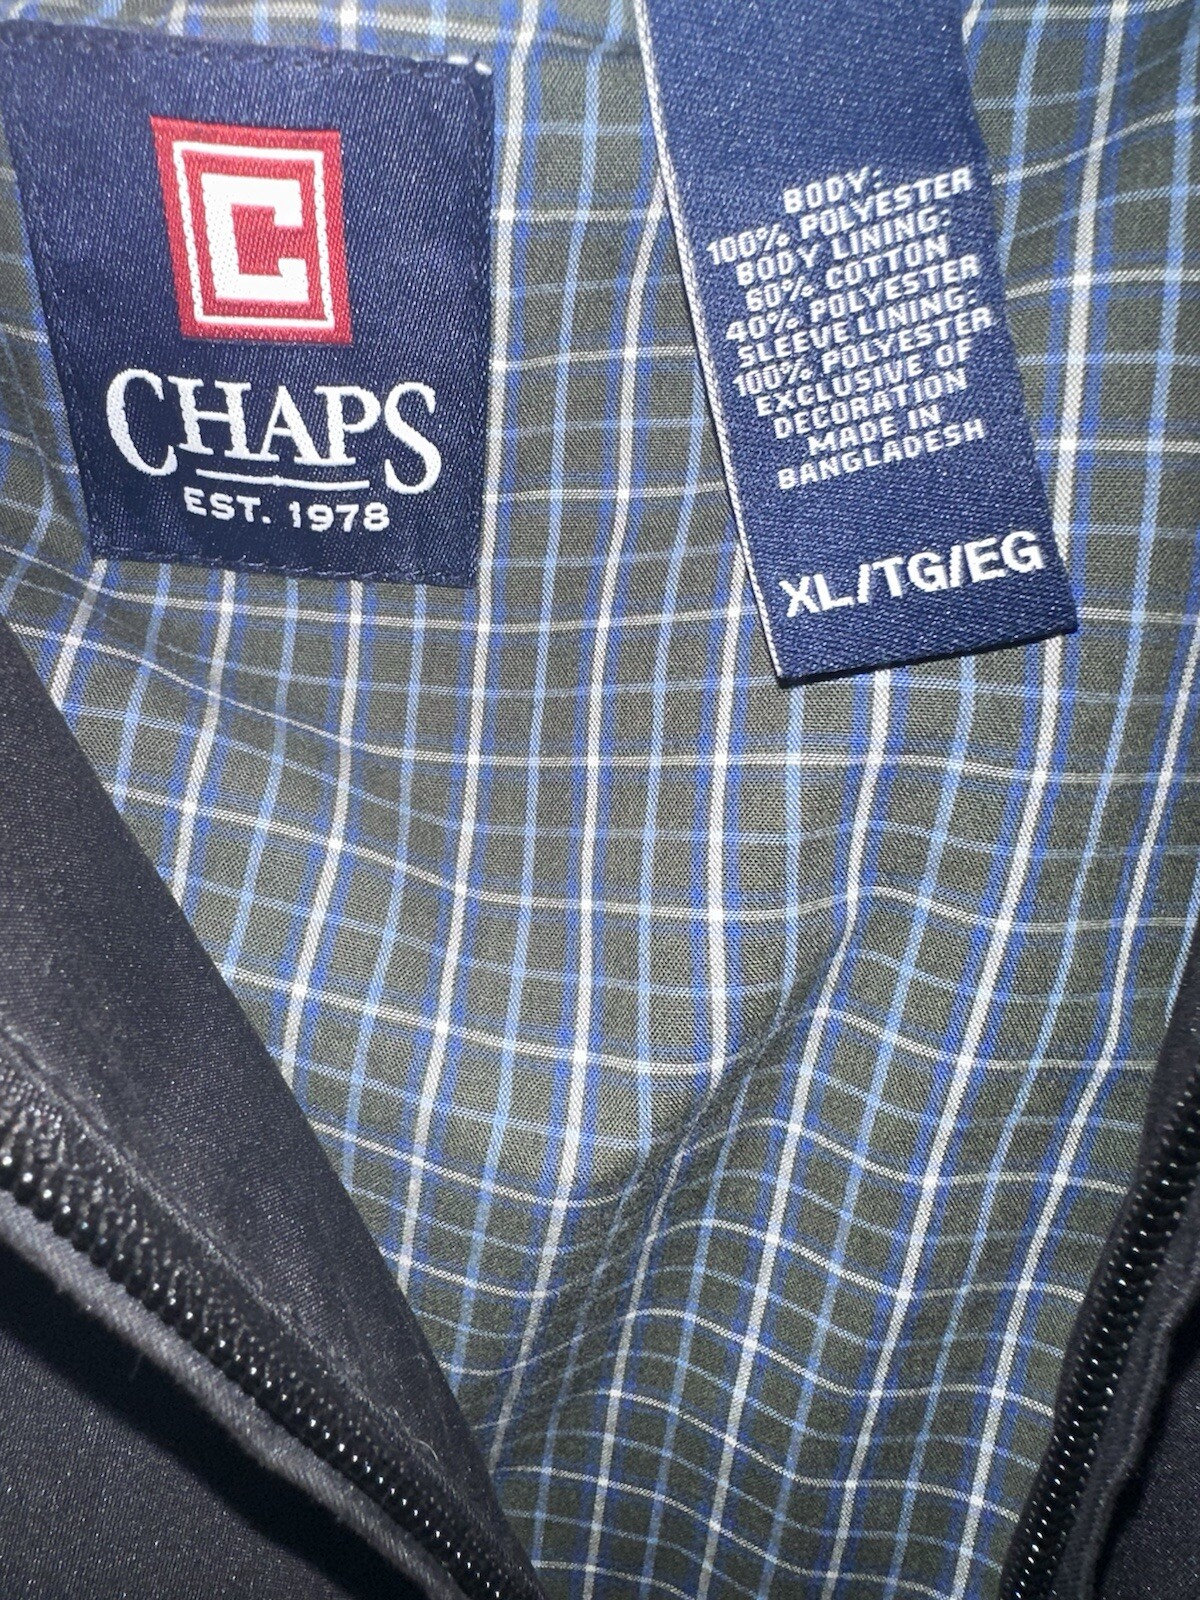 C
CHAPS
EST. 1978
BODY:
100% POLYESTER
BODY LINING:
60% COTTON
40% POLYESTER
SLEEVE LINING:
100% POLYESTER
EXCLUSIVE OF
DECORATION
MADE IN
BANGLADESH
XL/TG/EG